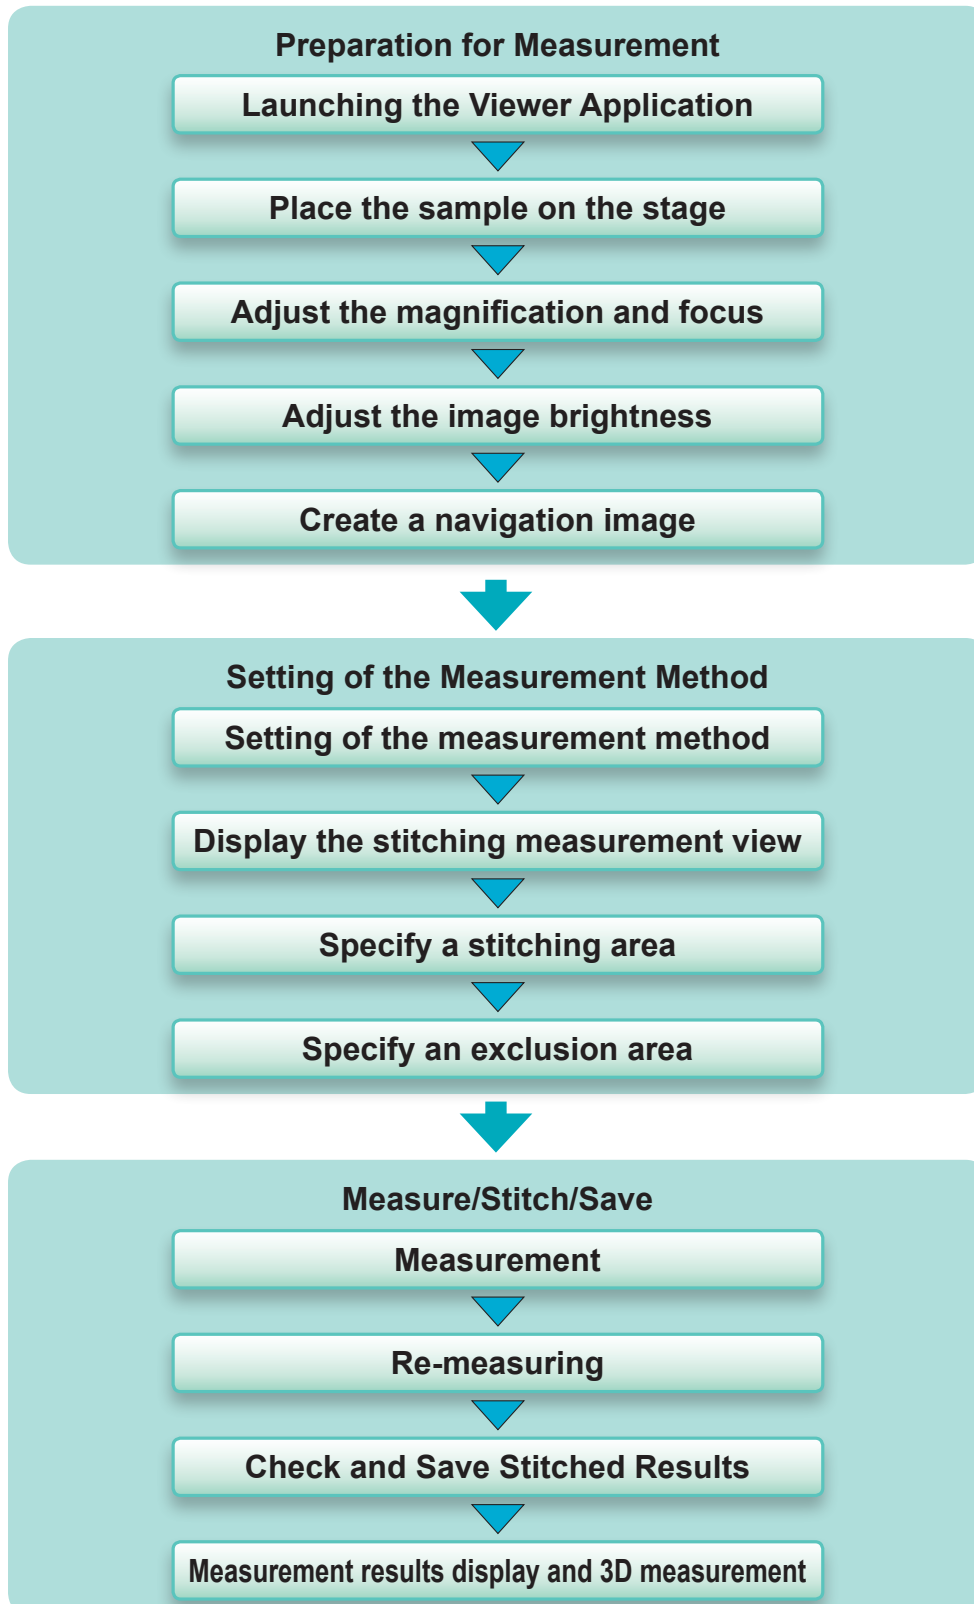 Preparation for Measurement
Launching the Viewer Application
Place the sample on the stage
Adjust the magnification and focus
Adjust the image brightness
Create a navigation image
Setting of the Measurement Method
Setting of the measurement method
Display the stitching measurement view
Specify a stitching area
Specify an exclusion area
Measure/Stitch/Save
Measurement
Re-measuring
Check and Save Stitched Results
Measurement results display and 3D measurement